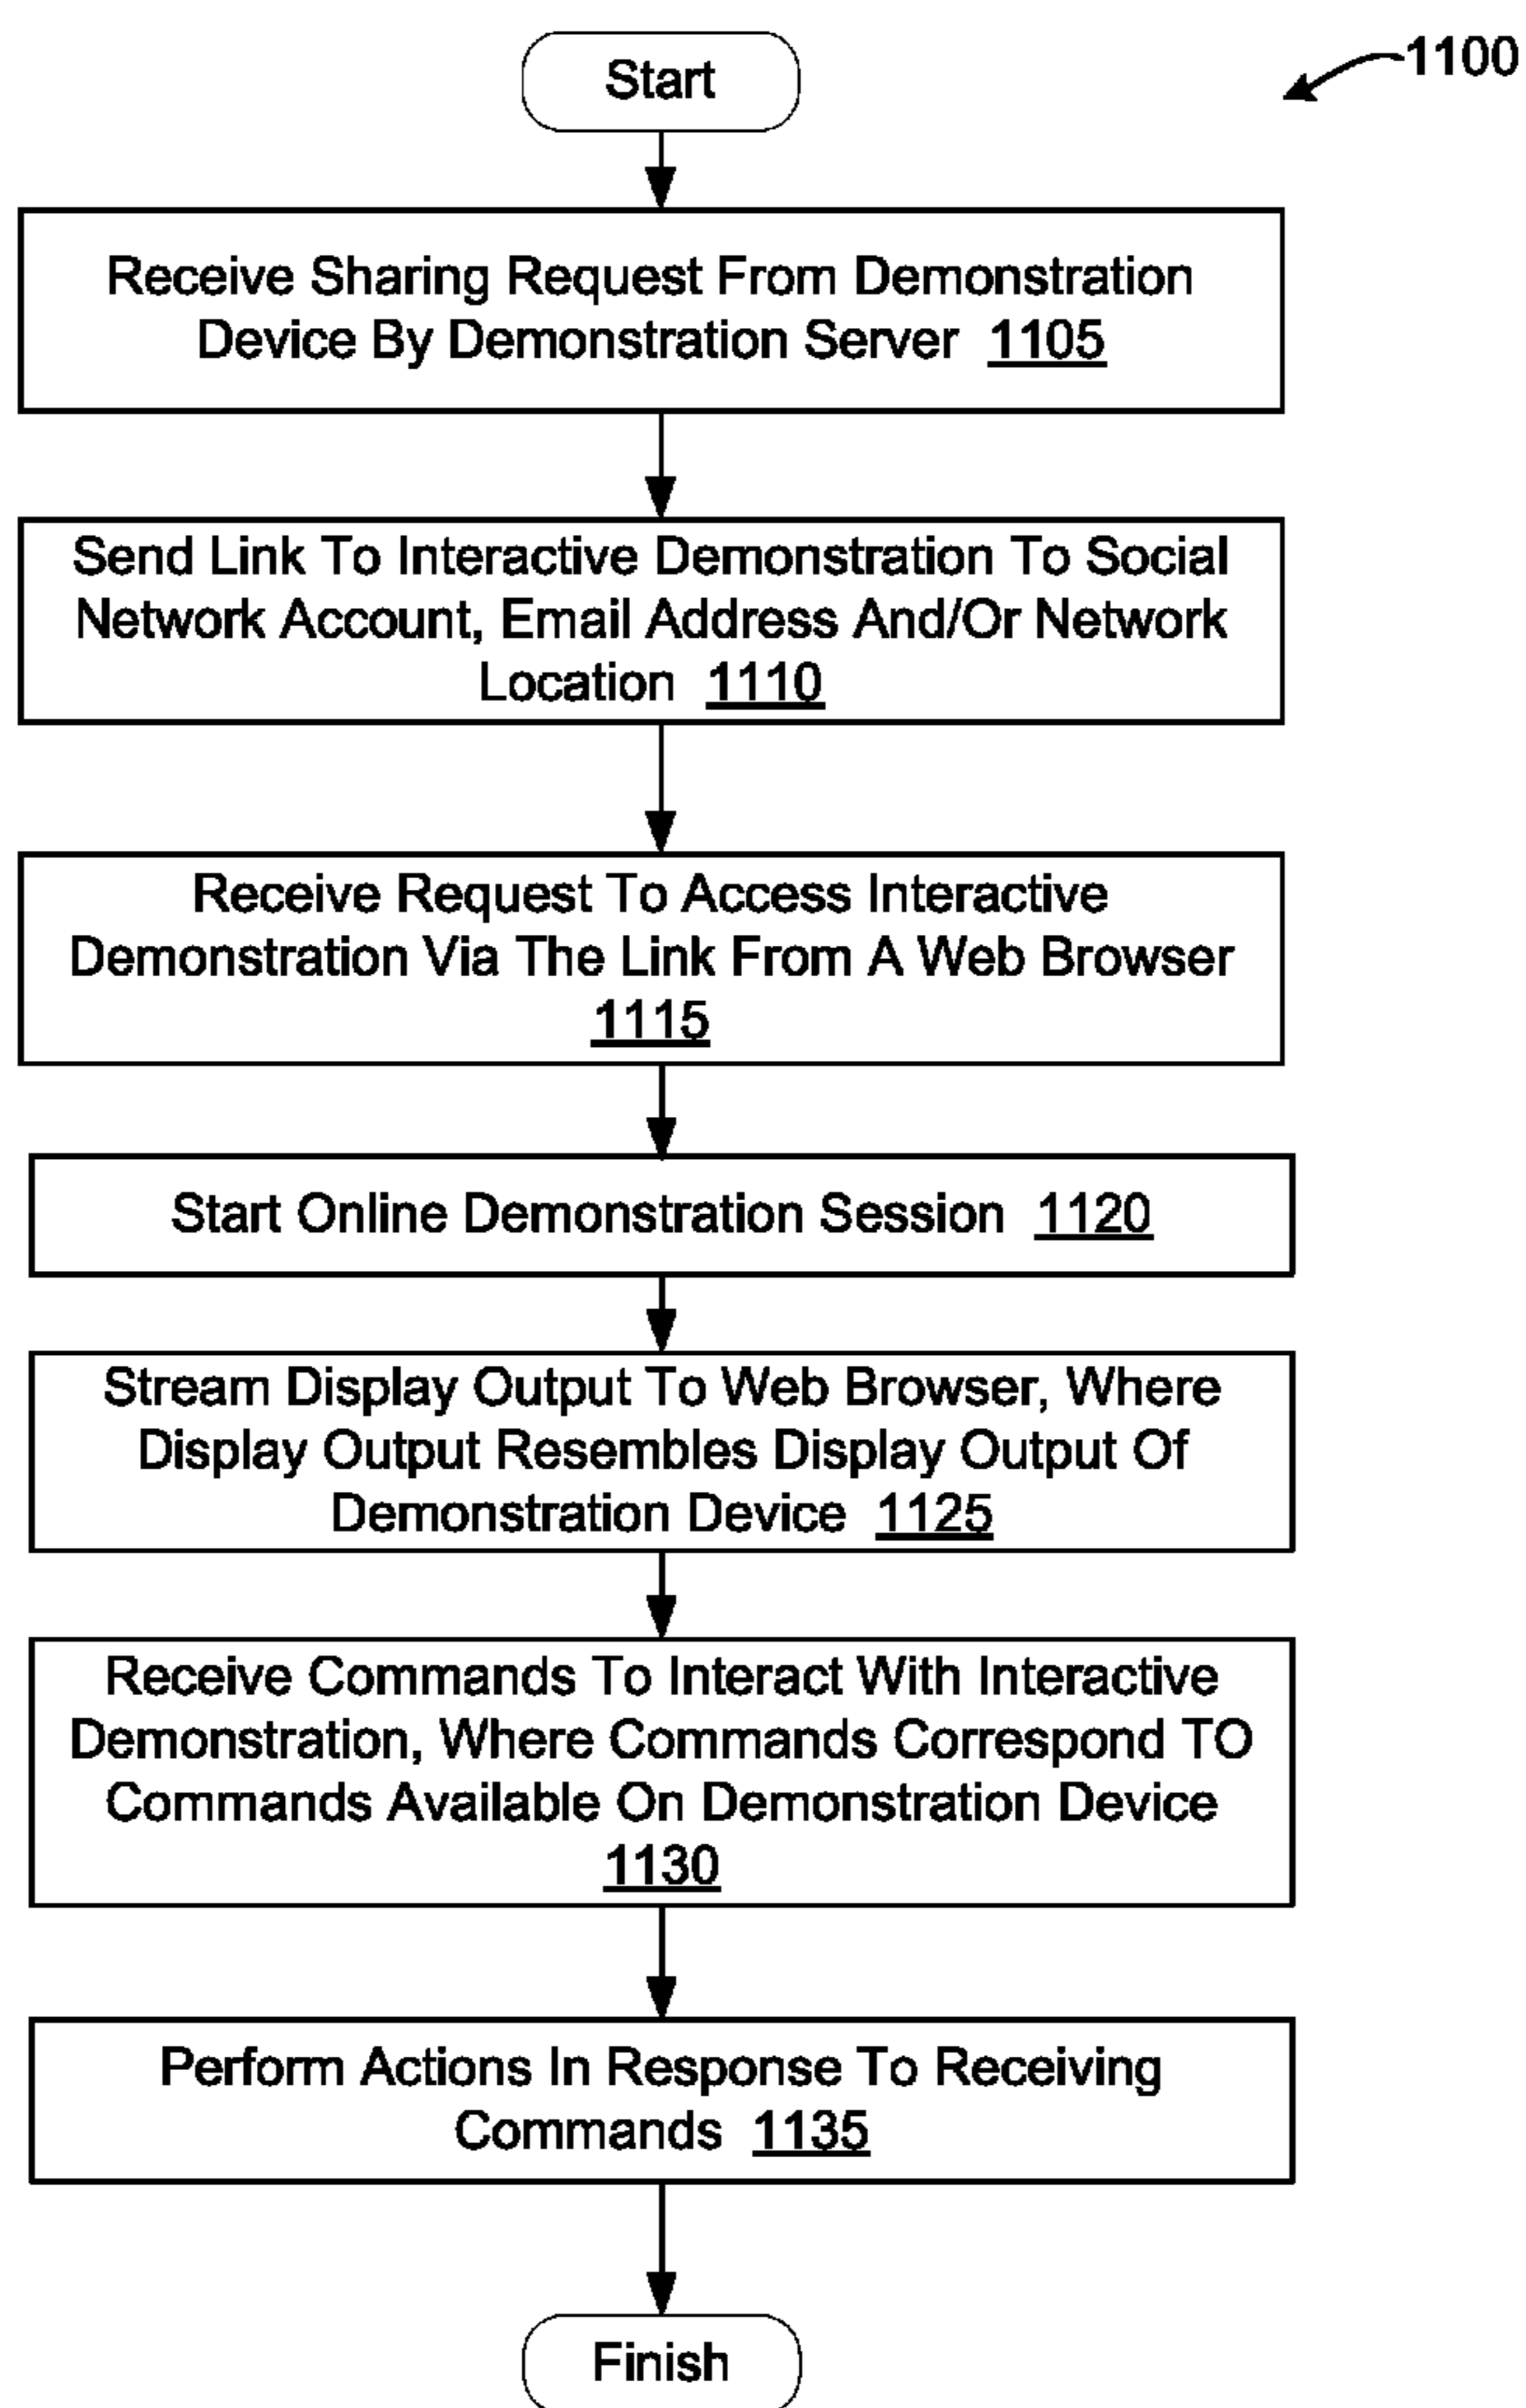 Start
1100
Receive Sharing Request From Demonstration
Device By Demonstration Server 1105
Send Link To Interactive Demonstration To Social
Network Account, Email Address And/Or Network
Location 1110
Receive Request To Access Interactive
Demonstration Via The Link From A Web Browser
1115
Start Online Demonstration Session 1120
Stream Display Output To Web Browser, Where
Display Output Resembles Display Output Of
Demonstration Device 1125
Receive Commands To Interact With Interactive
Demonstration, Where Commands Correspond TO
Commands Available On Demonstration Device
1130
Perform Actions In Response To Receiving
Commands 1135
Finish